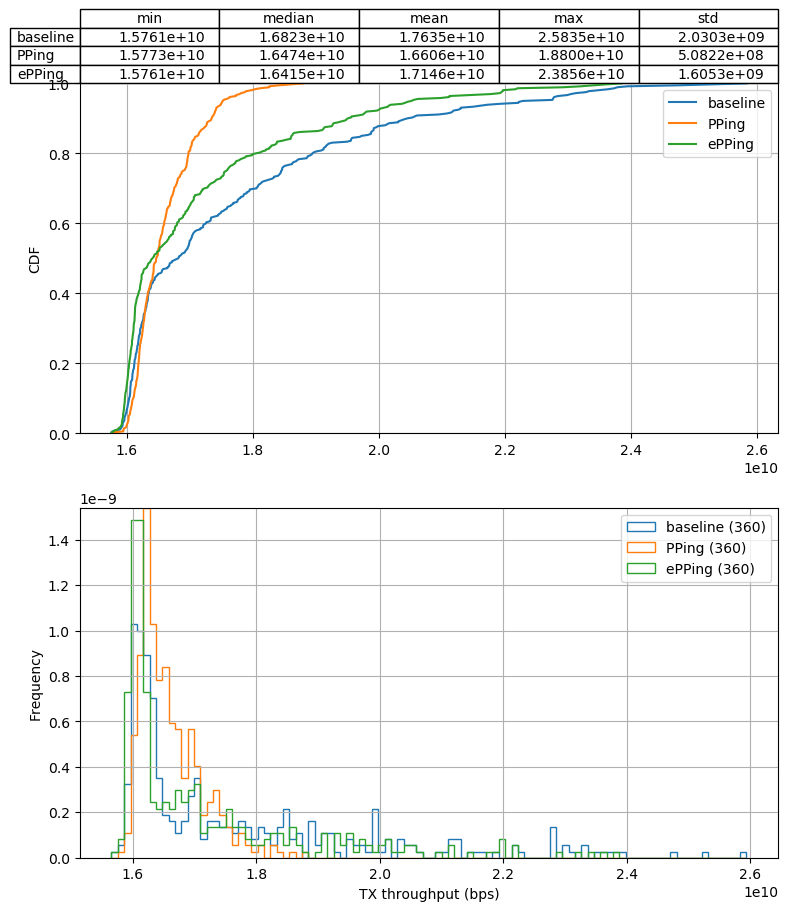 min median mean max std
baseline 1.5761e+10 1.6823e+10 1.7635e+10 2.5835e+10 2.0303e+09
PPing 1.5773e+10 1.6474e+10 1.6606e+10 1.8800e+10 5.0822e+08
ePPing 1.5761e+10 1.6415e+10 1.7146e+10 2.3856e+10 1.6053e+09
1.0
baseline
PPing
ePPing
0.8
0.6
CDF
0.4
0.2
0.0
1.6 1.8 2.0 2.2 2.4 2.6
1e10
1e−9
baseline (360)
PPing (360)
ePPing (360)
1.4
1.2
1.0
0.8
Frequency
0.6
0.4
0.2
0.0
1.6 1.8 2.0 2.2 2.4 2.6
TX throughput (bps)
1e10